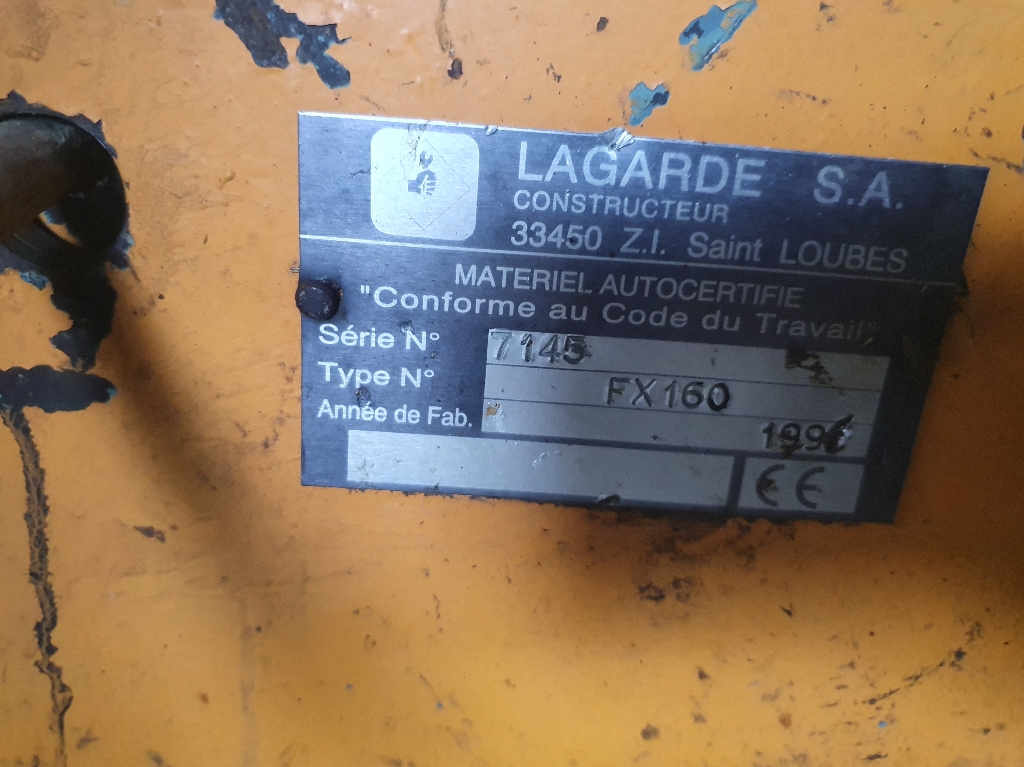 LAGARDE S.A.
CONSTRUCTEUR
33450 Z.I. Saint LOUBES
MATERIEL AUTOCERTIFIE
"Conforme au Code du Travail"
Série N° 7145
Type N° FX160
Année de Fab. 1996
CE